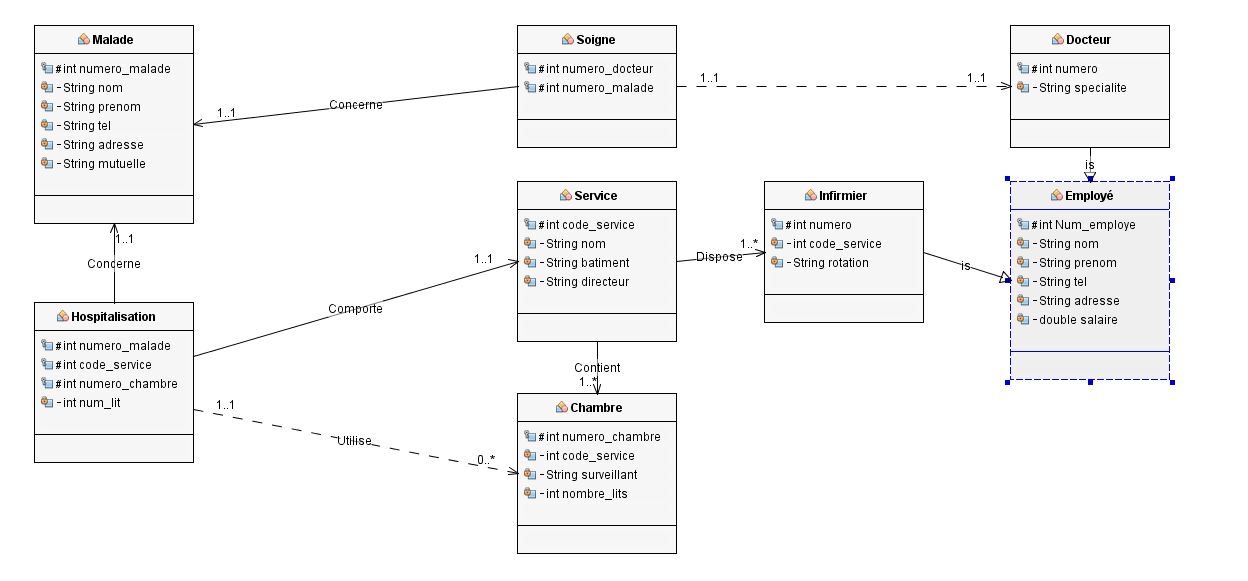 Malade
#int numero_malade
-String nom
-String prenom
-String tel
-String adresse
-String mutuelle
Soigne
#int numero_docteur
#int numero_malade
Docteur
#int numero
-String specialite
Concerne
1..1
1..1
1..1
is
Service
#int code_service
-String nom
-String batiment
-String directeur
Infirmier
#int numero
-int code_service
-String rotation
Employé
#int Num_employe
-String nom
-String prenom
-String tel
-String adresse
-double salaire
1..1
Concerne
1..1
Comporte
Dispose
1..*
is
Hospitalisation
#int numero_malade
#int code_service
#int numero_chambre
-int num_lit
Contient
1..*
1..1
Utilise
0..*
Chambre
#int numero_chambre
-int code_service
-String surveillant
-int nombre_lits